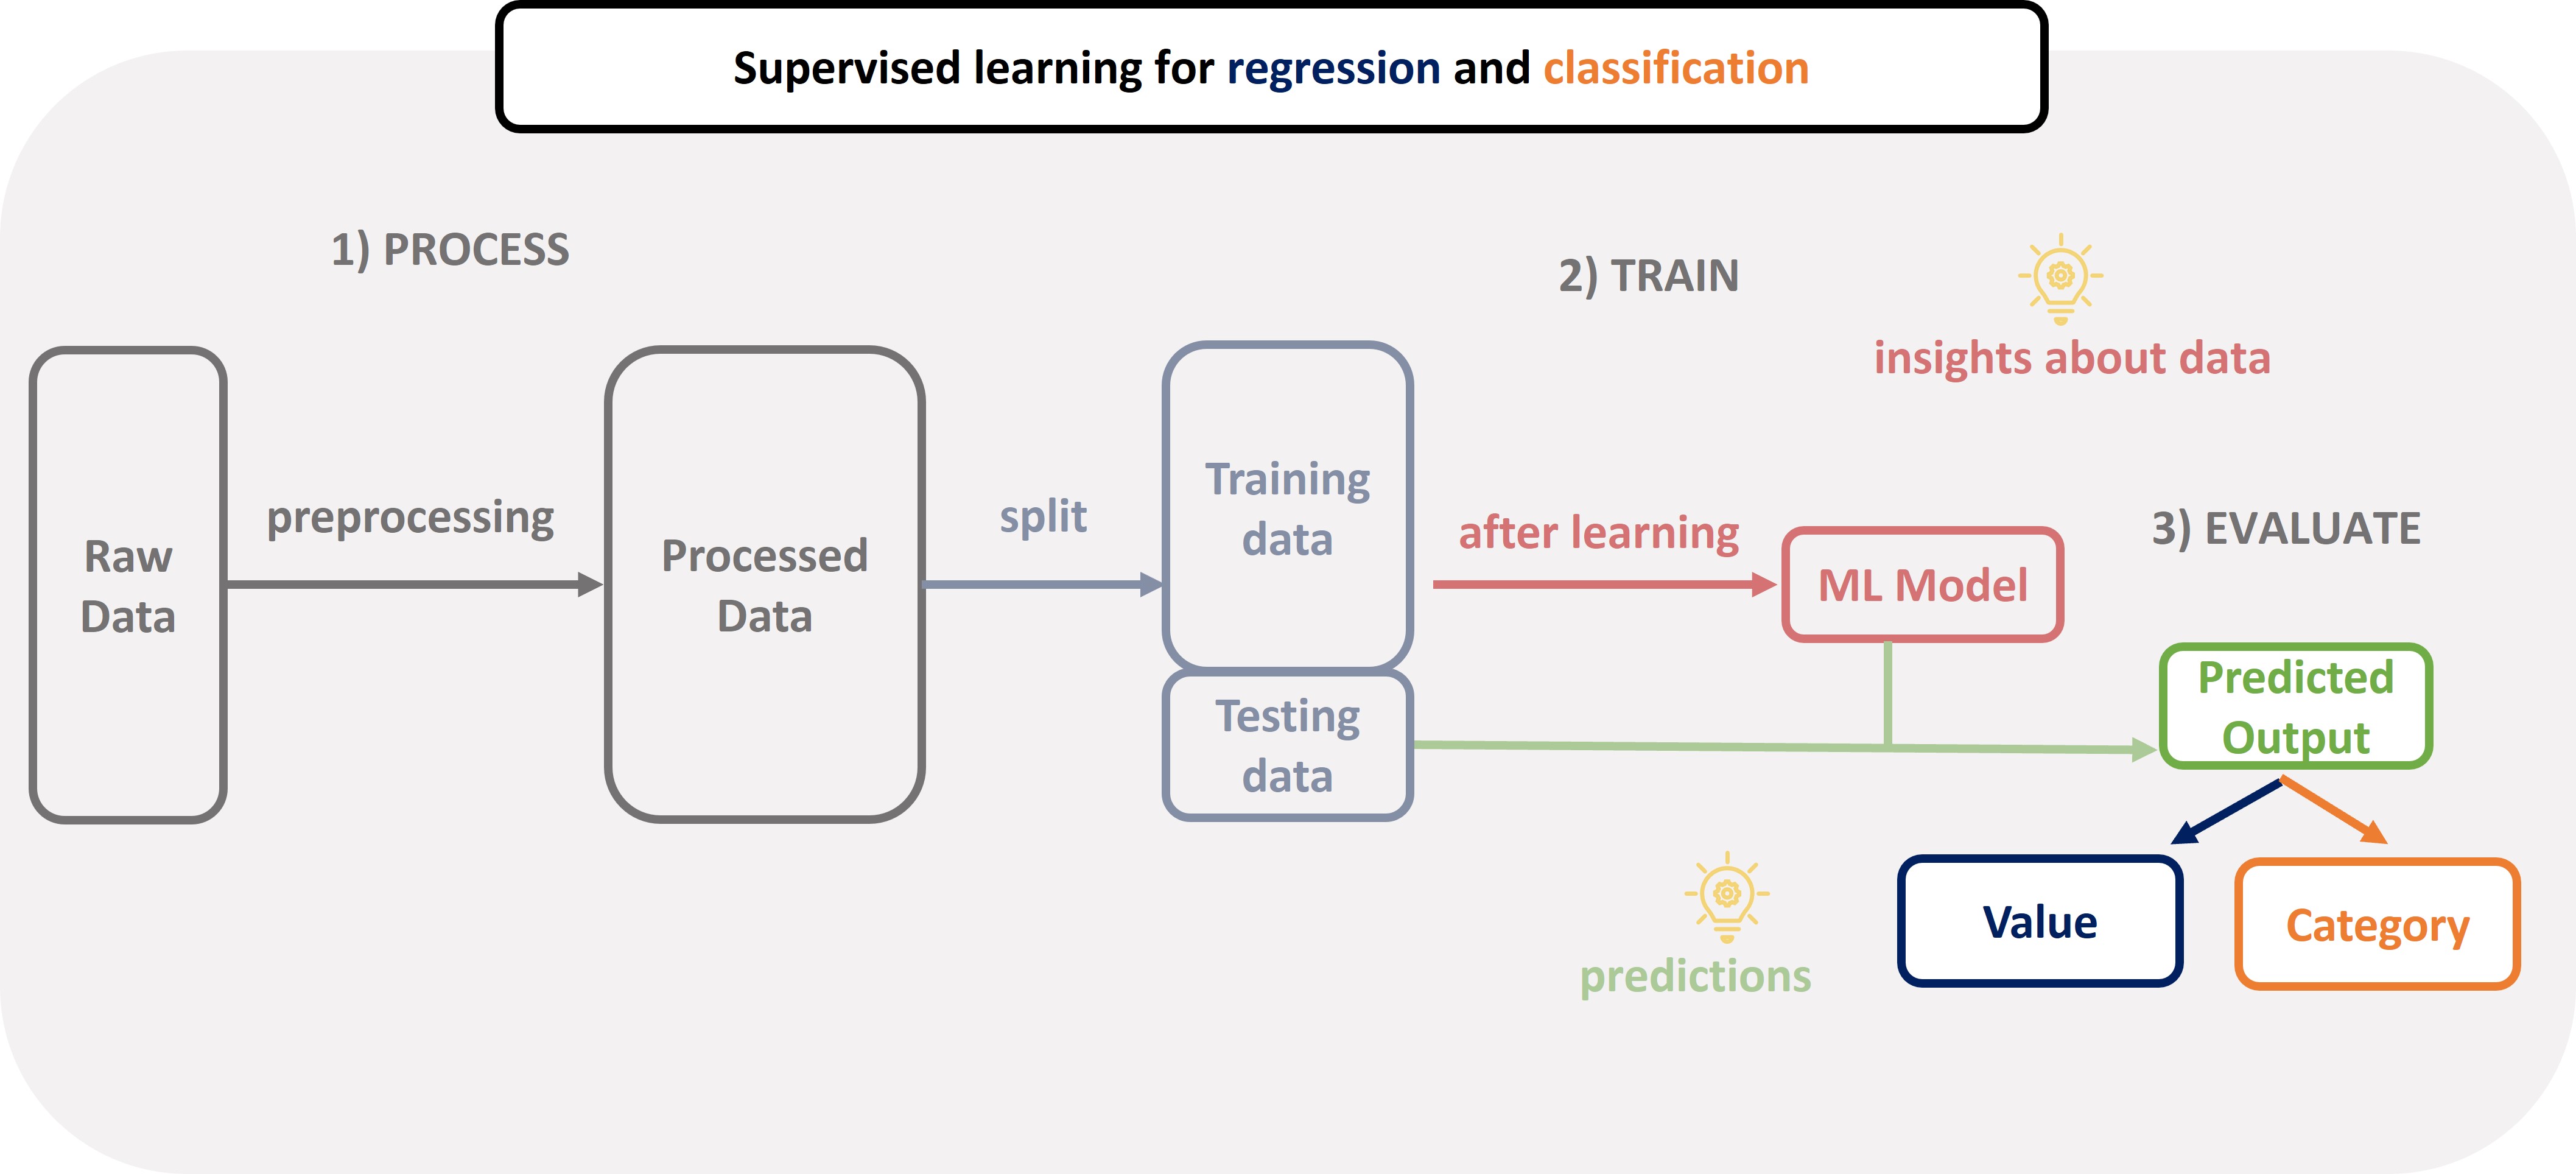 Supervised learning for regression and classification
1) PROCESS
2) TRAIN
insights about data
Raw
Data
preprocessing
Processed
Data
split
Training
data
Testing
data
after learning
ML Model
3) EVALUATE
Predicted
Output
predictions
Value
Category